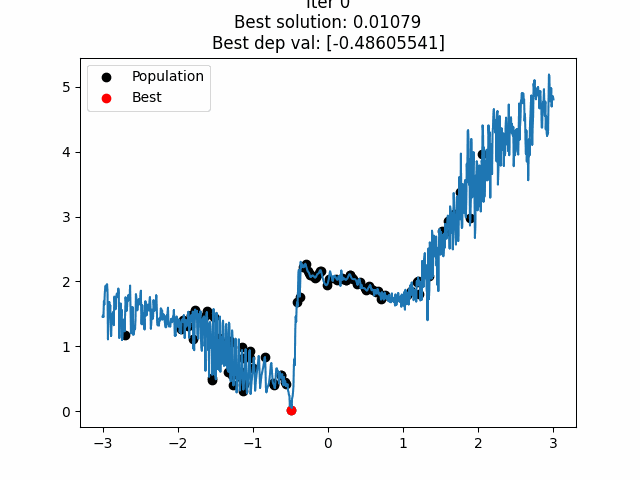 Iter 0
Best solution: 0.01079
Best dep val: [-0.48605541]
Population
Best
5
4
3
2
1
0
−3
−2
−1
0
1
2
3